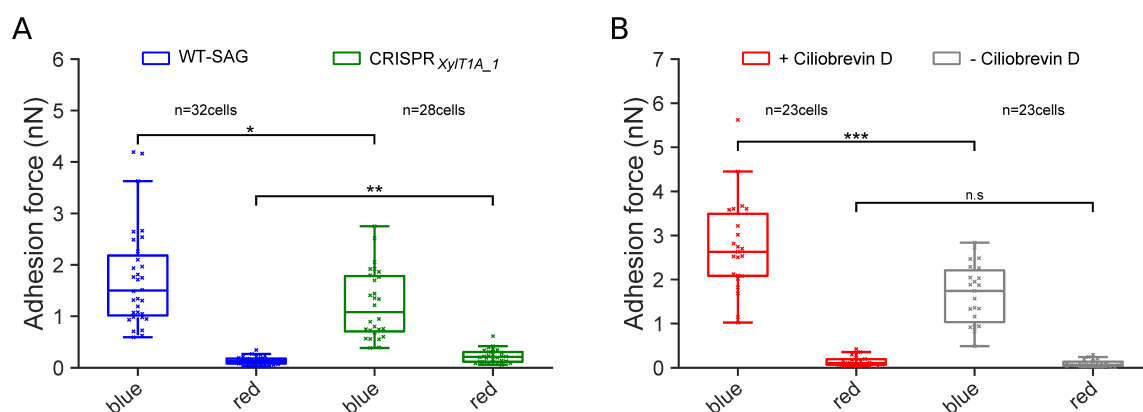 A
WT-SAG
CRISPR XylT1A_1
n=32cells
n=28cells
*
**
Adhesion force (nN)
6
5
4
3
2
1
0
blue
red
blue
red
B
+ Ciliobrevin D
- Ciliobrevin D
n=23cells
n=23cells
***
n.s
Adhesion force (nN)
7
6
5
4
3
2
1
0
blue
red
blue
red